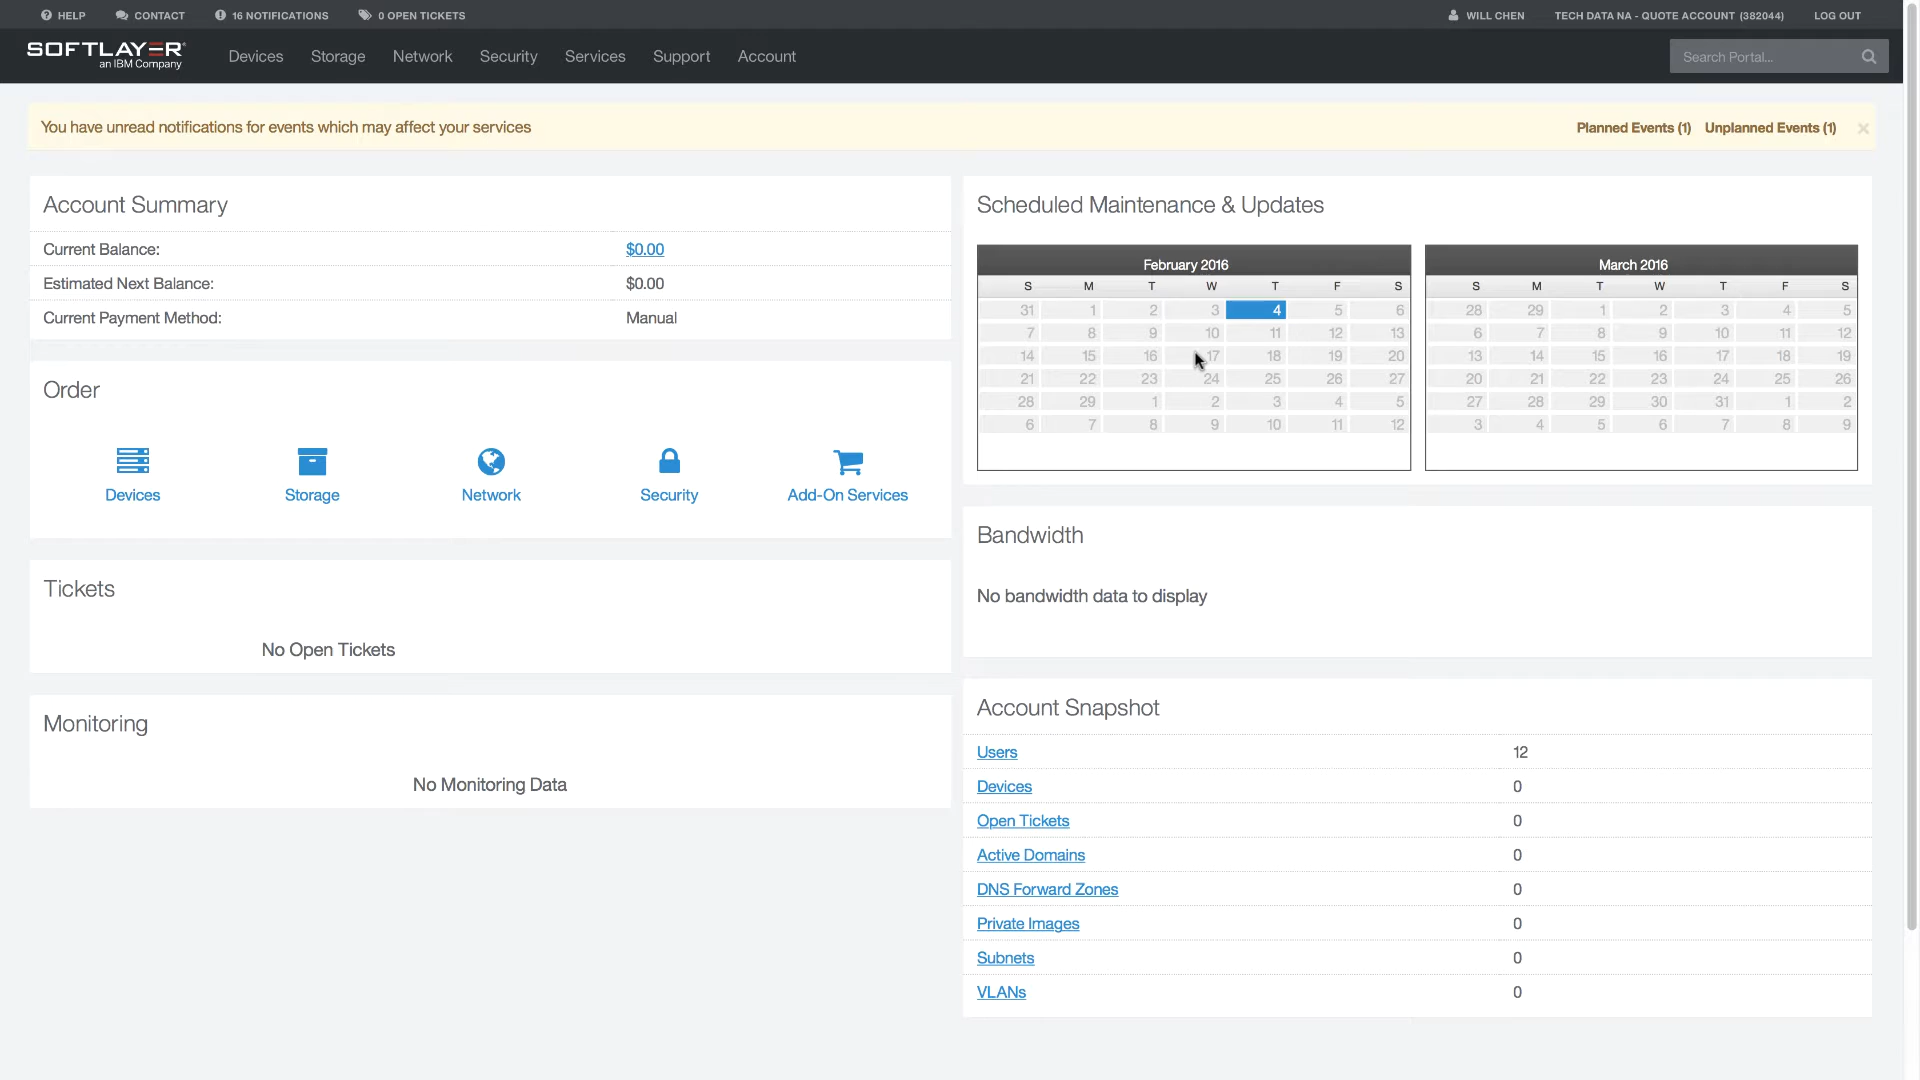 HELP CONTACT 16 NOTIFICATIONS 0 OPEN TICKETS WILL CHEN TECH DATA NA - QUOTE ACCOUNT (382044) LOG OUT
SOFTLAYER®
an IBM Company
Devices Storage Network Security Services Support Account Search Portal...
You have unread notifications for events which may affect your services Planned Events (1) Unplanned Events (1) ×
Account Summary
Current Balance: $0.00
Estimated Next Balance: $0.00
Current Payment Method: Manual
Order
Devices Storage Network Security Add-On Services
Tickets
No Open Tickets
Monitoring
No Monitoring Data
Scheduled Maintenance & Updates
February 2016
S M T W T F S
31 1 2 3 4 5 6
7 8 9 10 11 12 13
14 15 16 17 18 19 20
21 22 23 24 25 26 27
28 29 1 2 3 4 5
6 7 8 9 10 11 12
March 2016
S M T W T F S
28 29 1 2 3 4 5
6 7 8 9 10 11 12
13 14 15 16 17 18 19
20 21 22 23 24 25 26
27 28 29 30 31 1 2
3 4 5 6 7 8 9
Bandwidth
No bandwidth data to display
Account Snapshot
Users 12
Devices 0
Open Tickets 0
Active Domains 0
DNS Forward Zones 0
Private Images 0
Subnets 0
VLANs 0